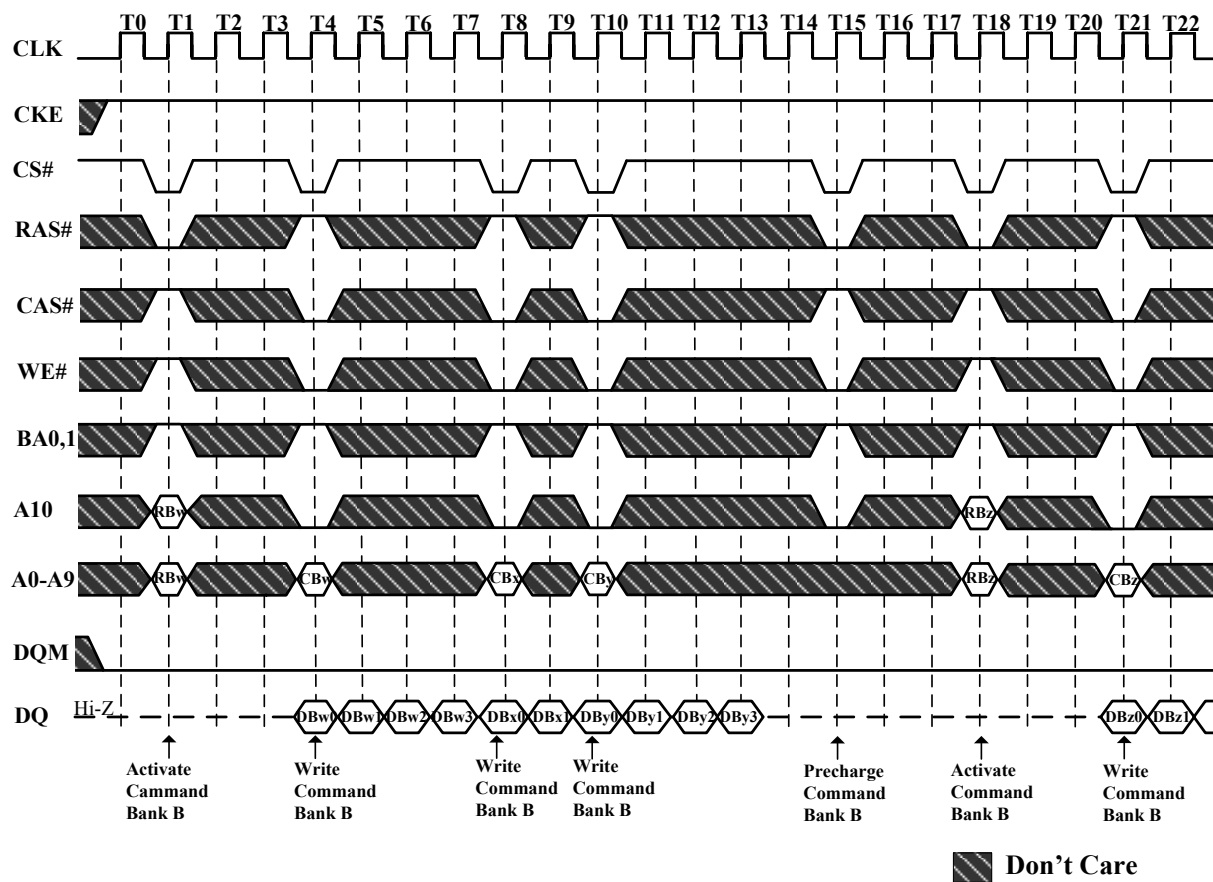 T0 T1 T2 T3 T4 T5 T6 T7 T8 T9 T10 T11 T12 T13 T14 T15 T16 T17 T18 T19 T20 T21 T22
CLK
CKE
CS#
RAS#
CAS#
WE#
BA0,1
A10 RBw RBz
A0-A9 RBw CBw CBx CBy RBz CBz
DQM
DQ Hi-Z DBw0 DBw1 DBw2 DBw3 DBx0 DBx1 DBy0 DBy1 DBy2 DBy3 DBz0 DBz1
Activate Write Write Write Precharge Activate Write
Cammand Command Command Command Command Command Command
Bank B Bank B Bank B Bank B Bank B Bank B Bank B
Don't Care